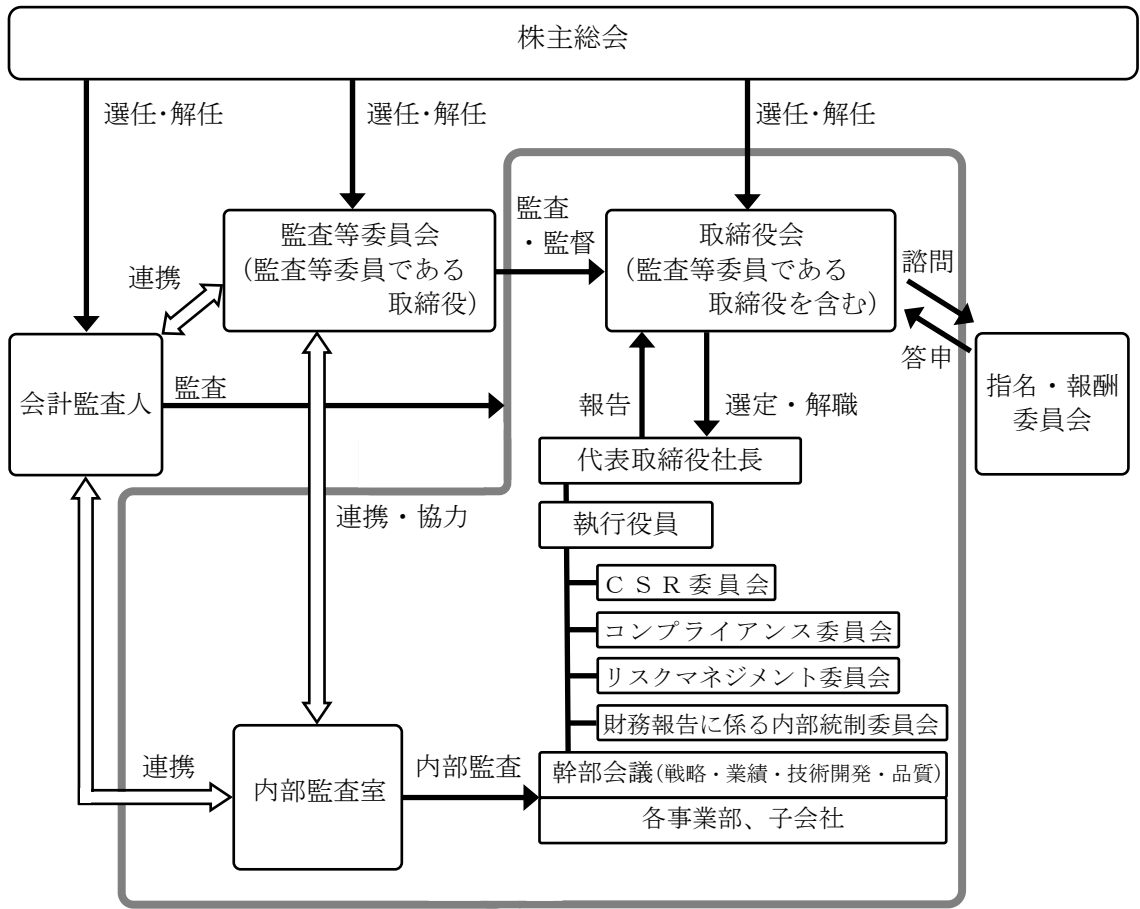 株主総会
選任・解任
選任・解任
選任・解任
監査等委員会
（監査等委員である
取締役）
監査
・監督
取締役会
（監査等委員である
取締役を含む）
諮問
答申
連携
会計監査人
監査
指名・報酬
委員会
報告
選定・解職
代表取締役社長
執行役員
連携・協力
ＣＳＲ委員会
コンプライアンス委員会
リスクマネジメント委員会
財務報告に係る内部統制委員会
連携
内部監査室
内部監査
幹部会議（戦略・業績・技術開発・品質）
各事業部、子会社